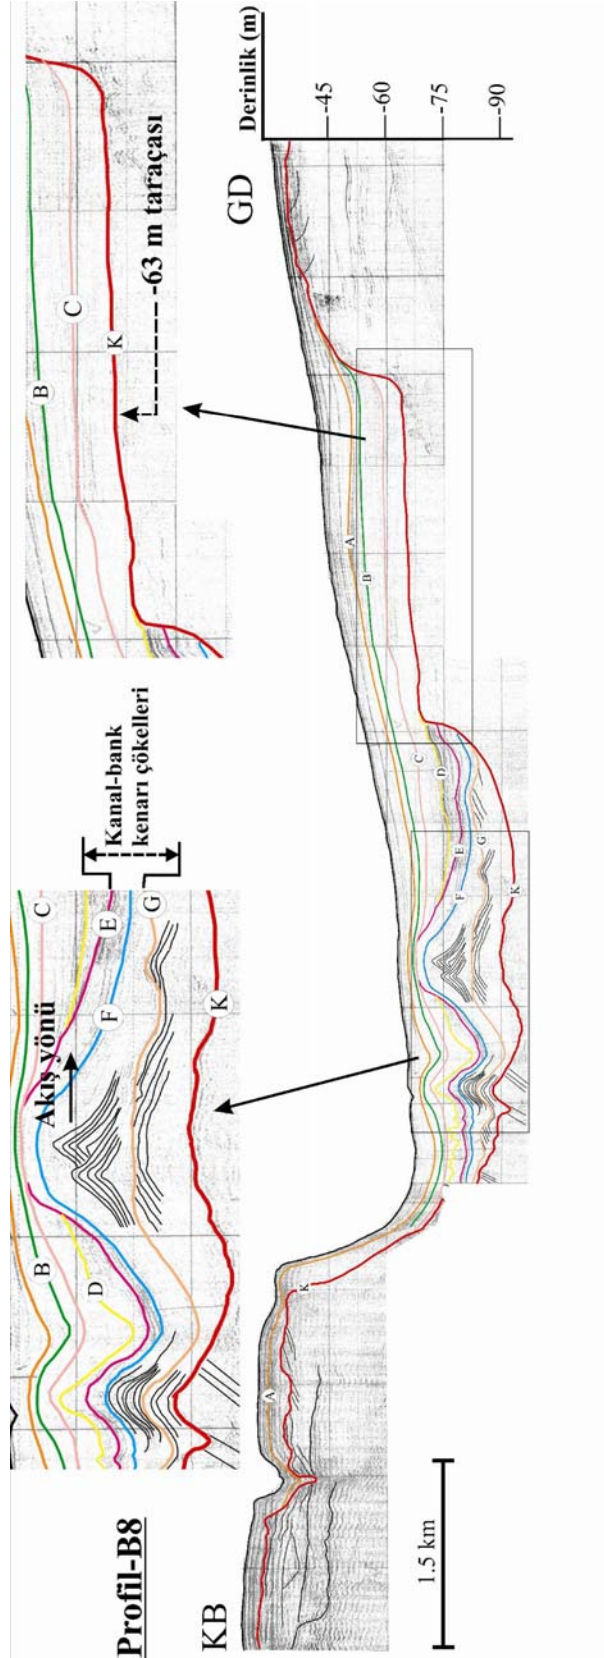 Profil-B8
KB
GD
Derinlik (m)
-45
-60
-75
-90
1.5 km
Akış yönü
Kanal-bank
kenarı çökelleri
-63 m taraçası
B
C
D
E
F
G
K
B
C
K
A
K
A
B
C
D
E
F
G
K